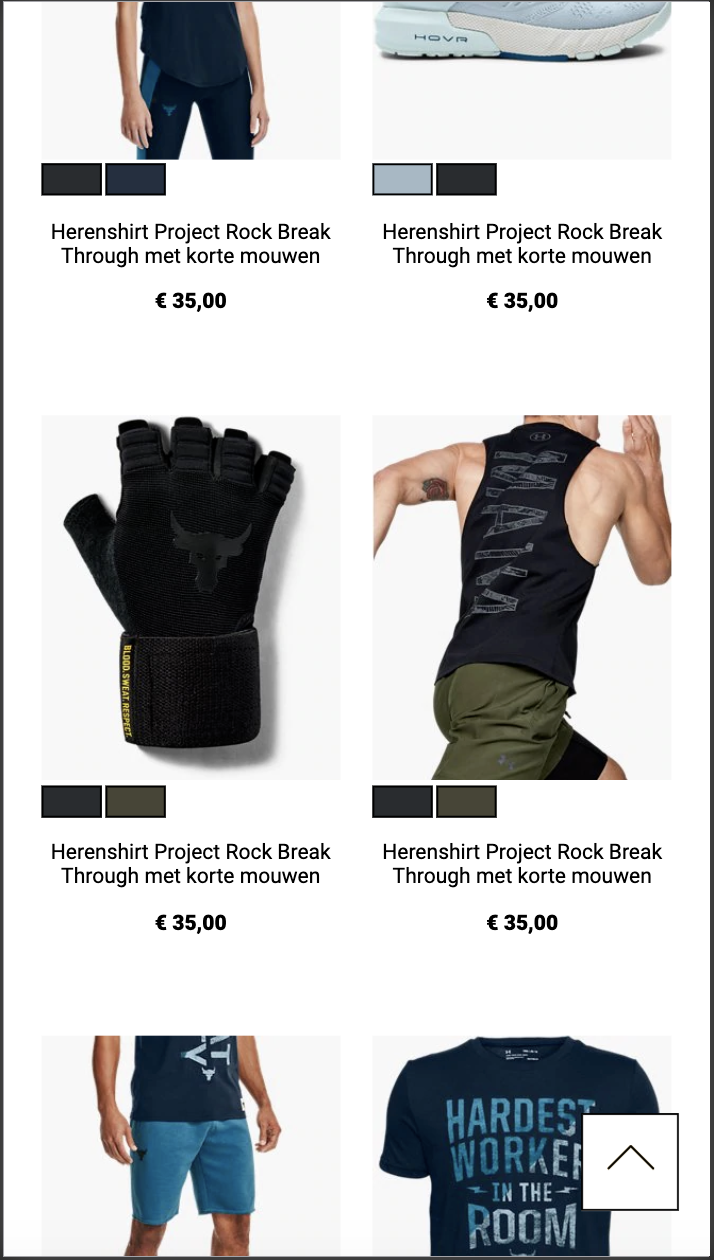 HOVR
Herenshirt Project Rock Break
Through met korte mouwen
€ 35,00
Herenshirt Project Rock Break
Through met korte mouwen
€ 35,00
BLOOD.SWEAT.RESPECT.
Herenshirt Project Rock Break
Through met korte mouwen
€ 35,00
Herenshirt Project Rock Break
Through met korte mouwen
€ 35,00
HARDEST
WORKER
IN THE
ROOM